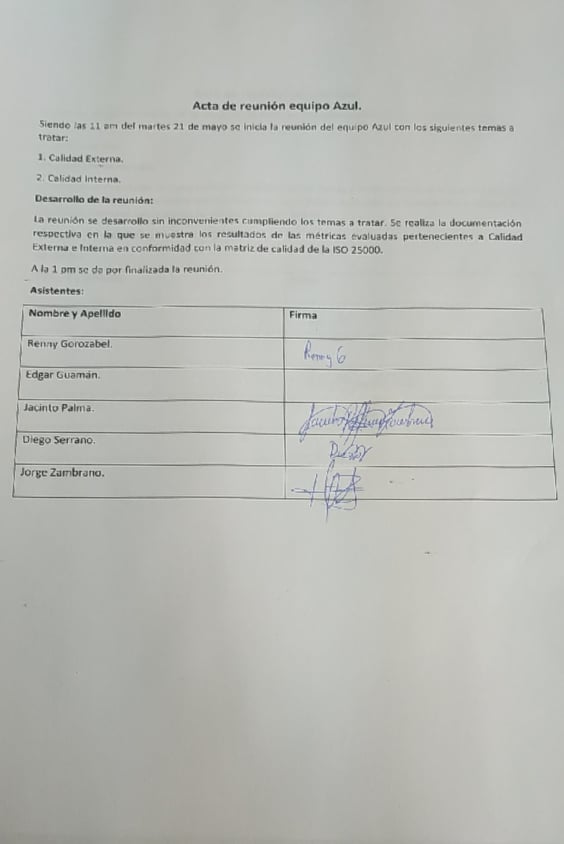 Acta de reunión equipo Azul.
Siendo las 11 am del martes 21 de mayo se inicia la reunión del equipo Azul con los siguientes temas a
tratar:
1. Calidad Externa.
2. Calidad Interna.
Desarrollo de la reunión:
La reunión se desarrollo sin inconvenientes cumpliendo los temas a tratar. Se realiza la documentación
respectiva en la que se muestra los resultados de las métricas evaluadas pertenecientes a Calidad
Externa e Interna en conformidad con la matriz de calidad de la ISO 25000.
A la 1 pm se da por finalizada la reunión.
Asistentes:
Nombre y Apellido Firma
Renny Gorozabel. Renny G
Edgar Guamán.
Jacinto Palma.
Diego Serrano.
Jorge Zambrano.